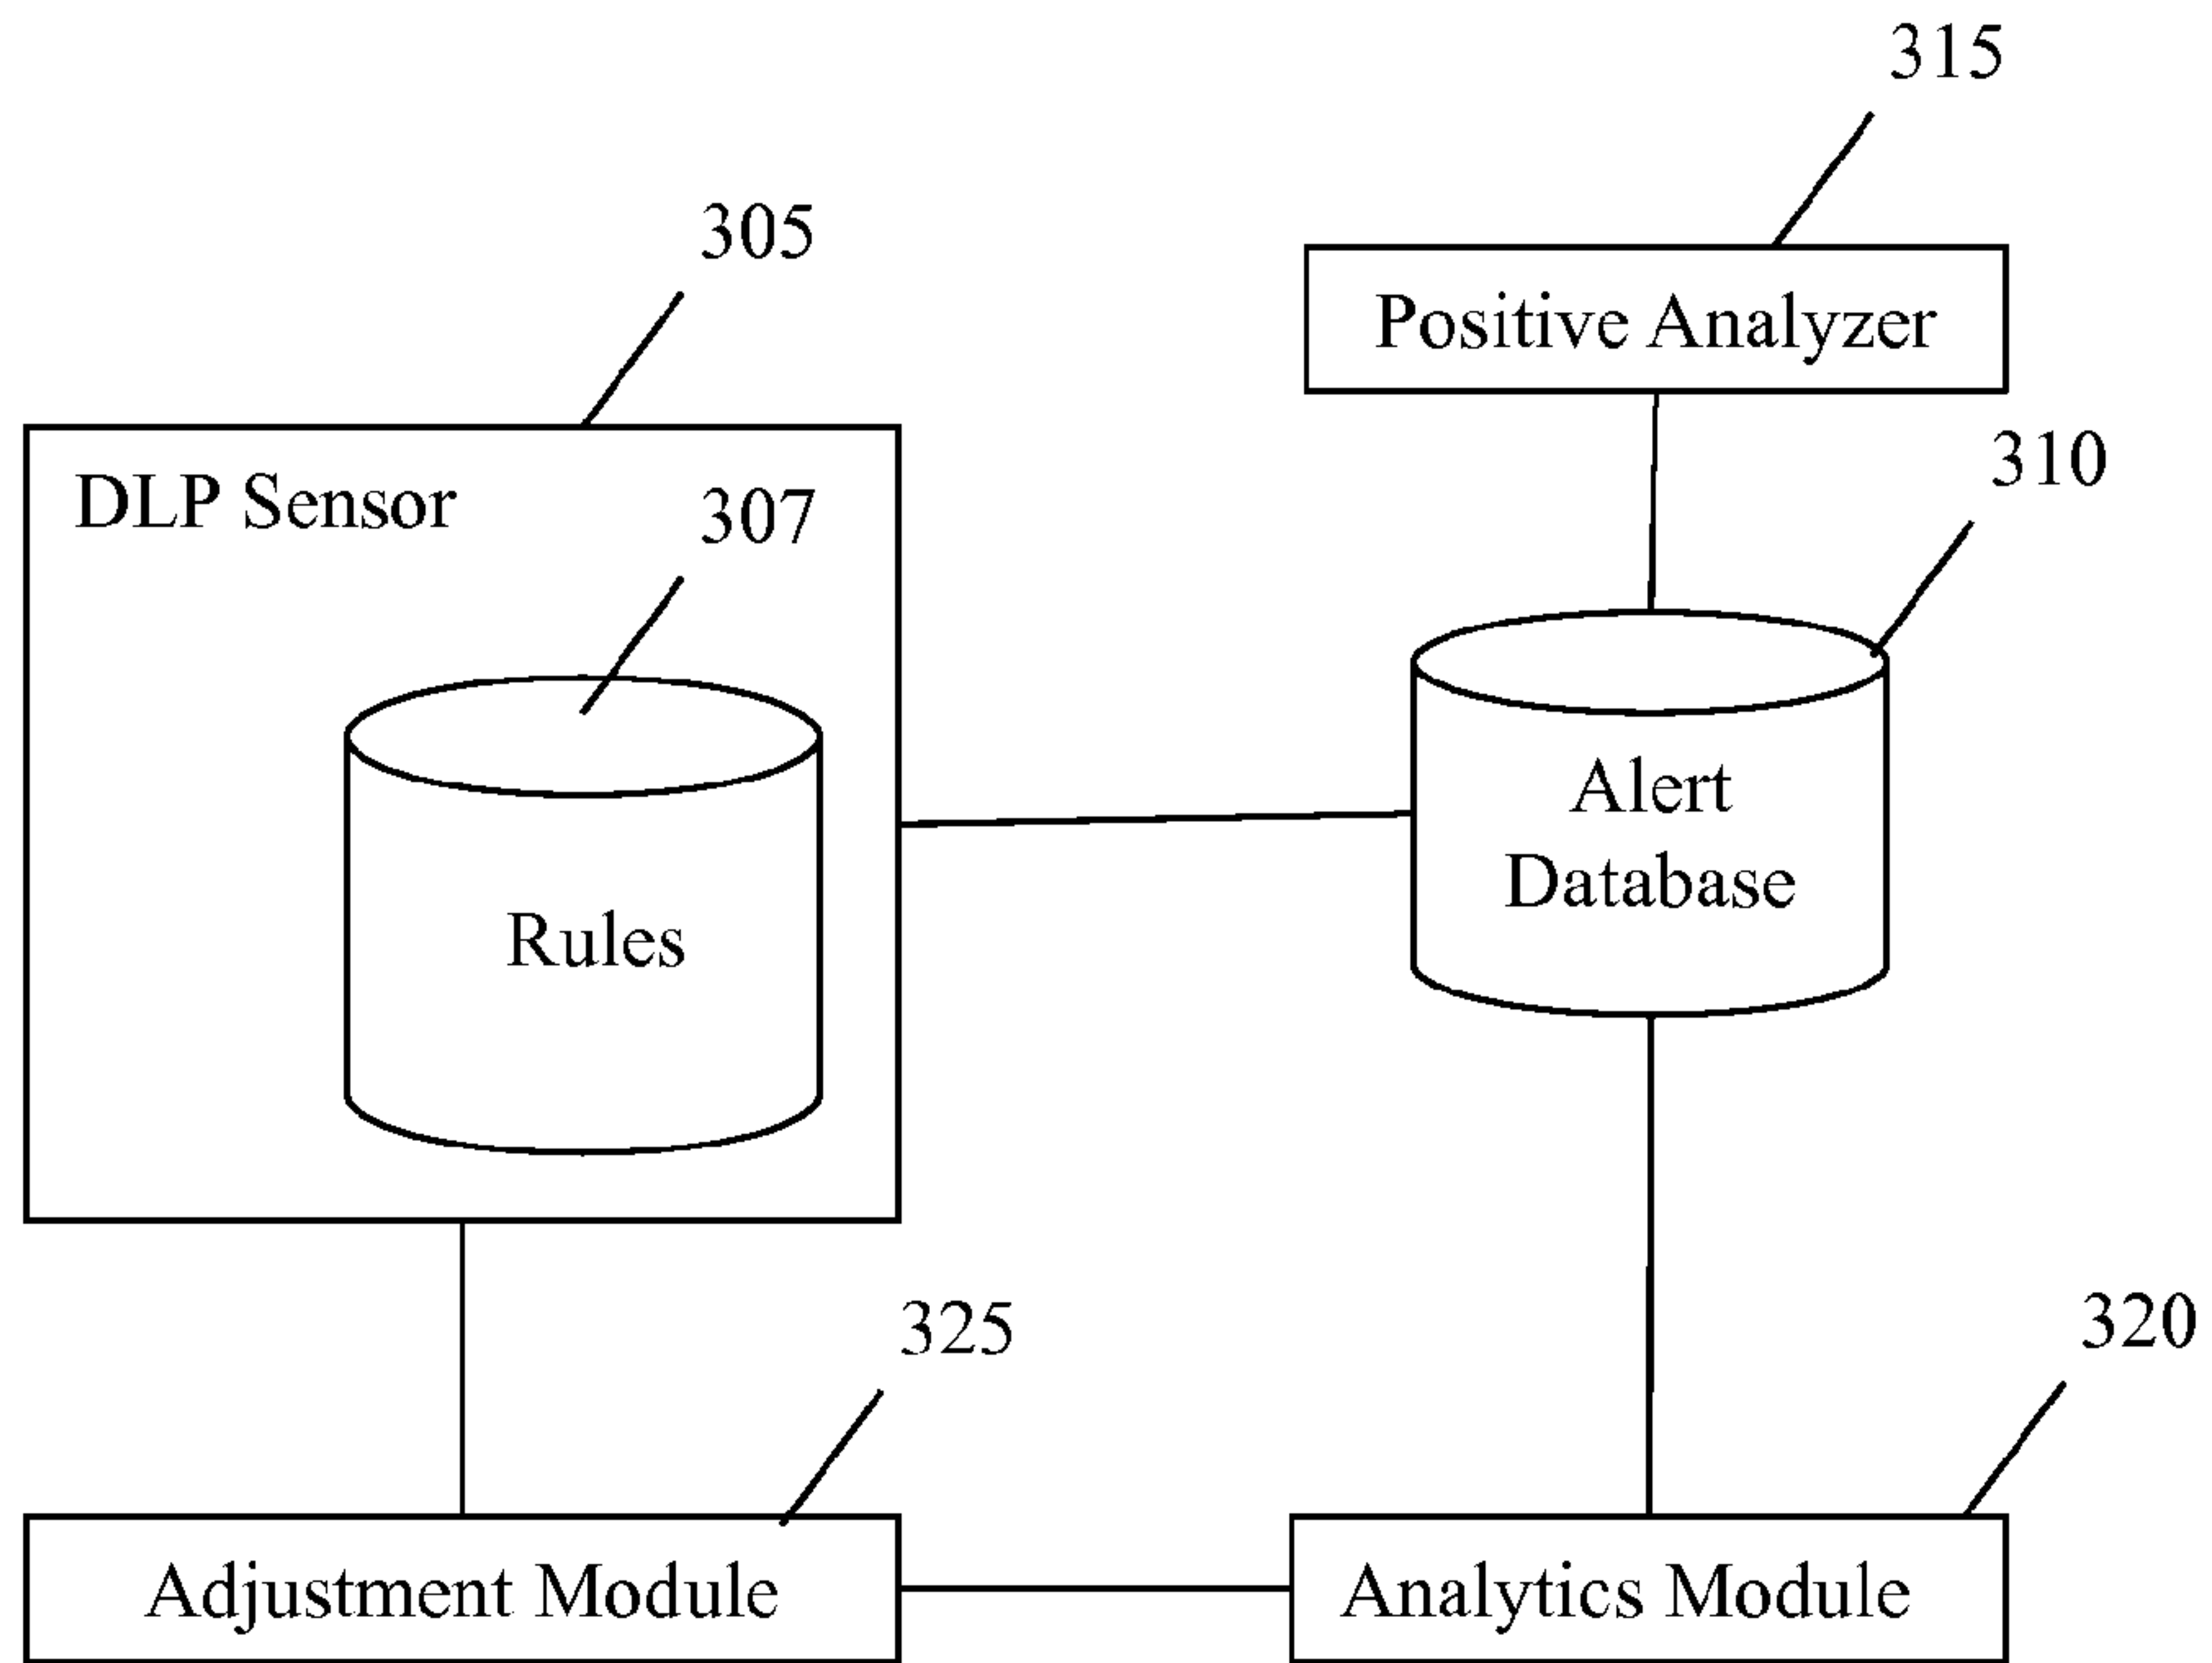 315
305
Positive Analyzer
310
DLP Sensor
307
Alert
Database
Rules
325
320
Adjustment Module
Analytics Module